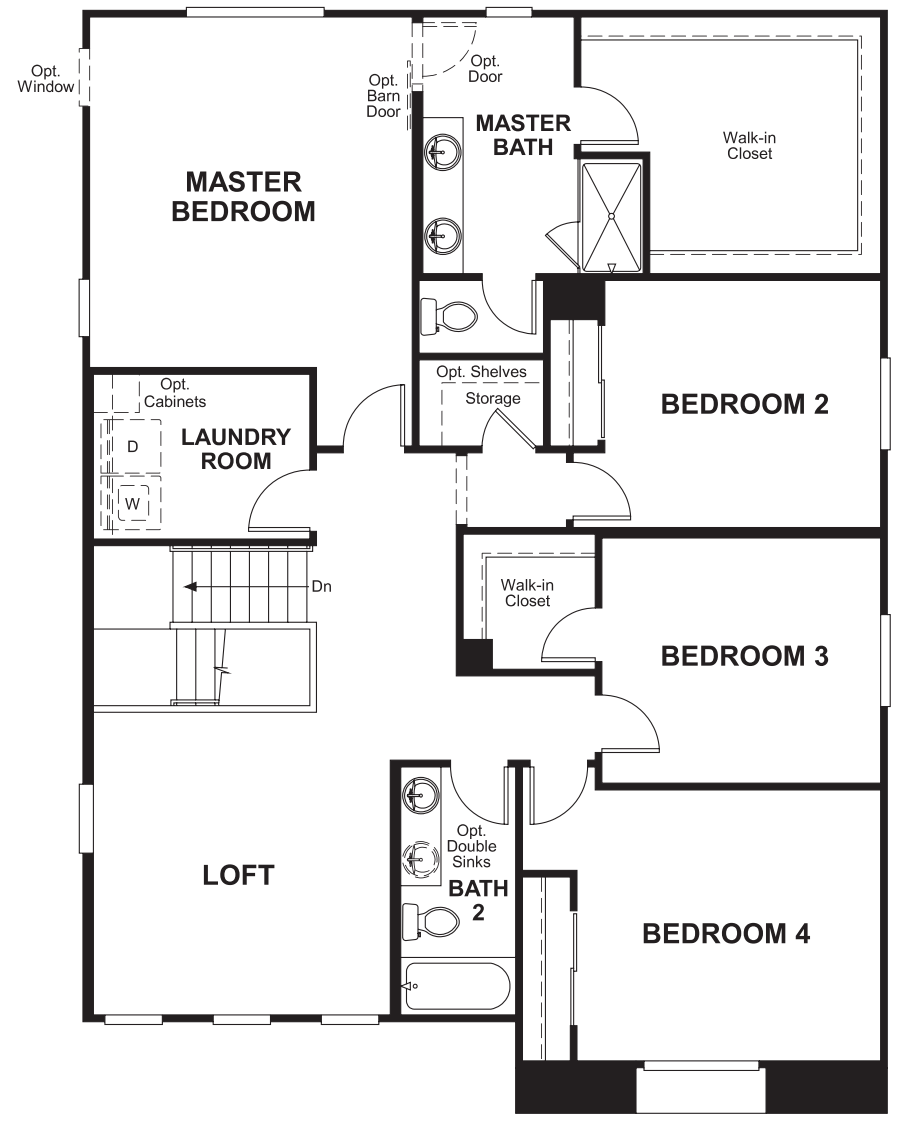 Opt.
Window
Opt.
Barn
Door
Opt.
Door
MASTER
BATH
Walk-in
Closet
MASTER
BEDROOM
Opt. Shelves
Storage
BEDROOM 2
Opt.
Cabinets
LAUNDRY
ROOM
D
W
Dn
Walk-in
Closet
BEDROOM 3
Opt.
Double
Sinks
LOFT
BATH
2
BEDROOM 4